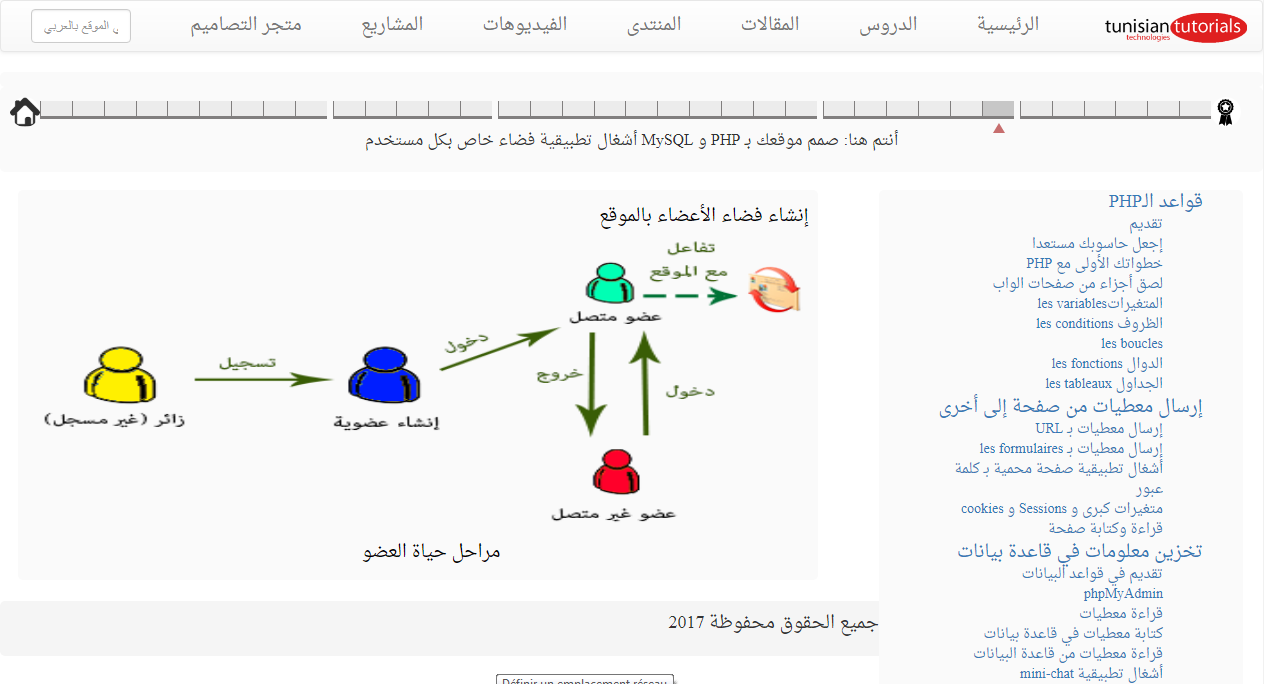 tunisiantutorials
technologies
الرئيسية
الدروس
المقالات
المنتدى
الفيديوهات
المشاريع
متجر التصاميم
ي الموقع بالعربي
أنتم هنا: صمم موقعك بـ PHP و MySQL أشغال تطبيقية فضاء خاص بكل مستخدم
قواعد الـPHP
تقديم
إجعل حاسوبك مستعدا
خطواتك الأولى مع PHP
لصق أجزاء من صفحات الواب
المتغيراتles variables
الظروف les conditions
les boucles
الدوال les fonctions
الجداول les tableaux
إرسال معطيات من صفحة إلى أخرى
إرسال معطيات بـ URL
إرسال معطيات بـ les formulaires
أشغال تطبيقية صفحة محمية بـ كلمة
عبور
متغيرات كبرى و Sessions و cookies
قراءة وكتابة صفحة
تخزين معلومات في قاعدة بيانات
تقديم في قواعد البيانات
phpMyAdmin
قراءة معطيات
كتابة معطيات في قاعدة بيانات
قراءة معطيات من قاعدة البيانات
أشغال تطبيقية mini-chat
إنشاء فضاء الأعضاء بالموقع
تفاعل
مع الموقع
عضو متصل
دخول
تسجيل
خروج
دخول
زائر (غير مسجل)
إنشاء عضوية
عضو غير متصل
مراحل حياة العضو
جميع الحقوق محفوظة 2017
Définir un emplacement réseau